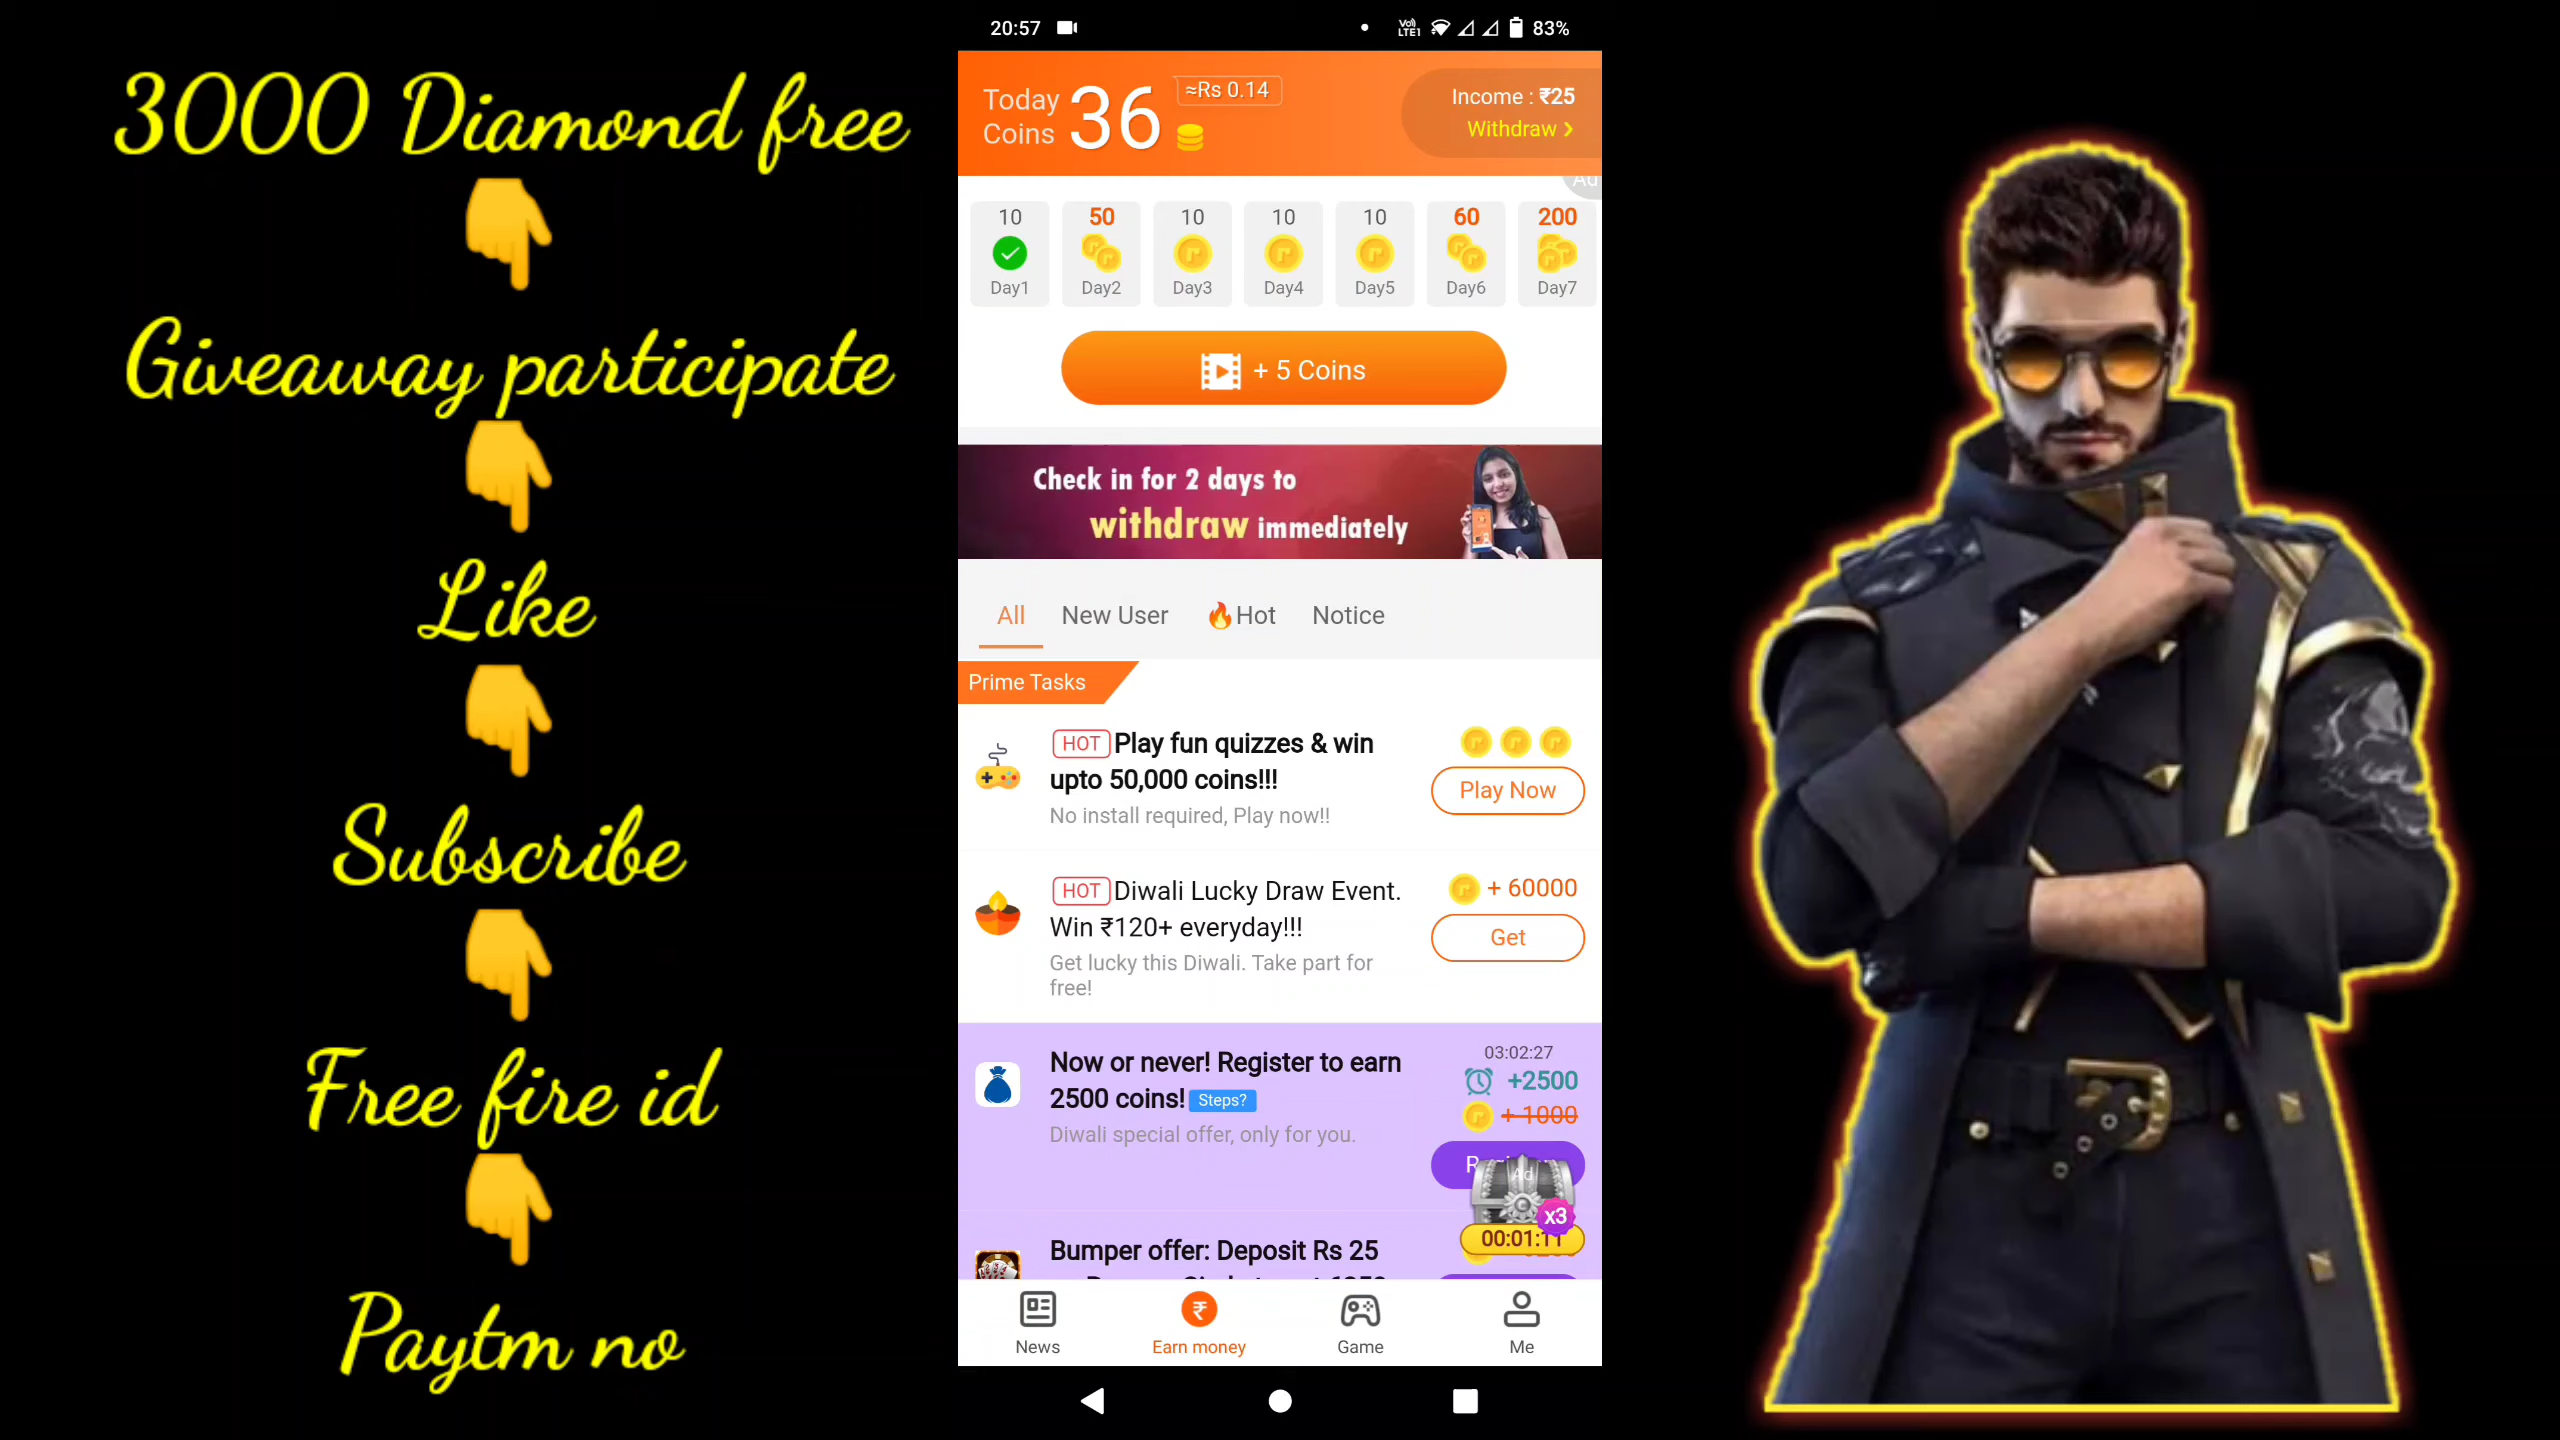 3000 Diamond free
Giveaway participate
Like
Subscribe
Free fire id
Paytm no
20:57
VoLTE1
83%
Today
Coins
36
≈Rs 0.14
Income : ₹25
Withdraw >
Ad
10 50 10 10 10 60 200
Day1 Day2 Day3 Day4 Day5 Day6 Day7
+ 5 Coins
Check in for 2 days to
withdraw immediately
All New User 🔥Hot Notice
Prime Tasks
HOT Play fun quizzes & win
upto 50,000 coins!!!
No install required, Play now!!
Play Now
HOT Diwali Lucky Draw Event.
Win ₹120+ everyday!!!
Get lucky this Diwali. Take part for
free!
+ 60000
Get
Now or never! Register to earn
2500 coins! Steps?
Diwali special offer, only for you.
03:02:27
+2500
+ 1000
Ad
x3
00:01:11
Bumper offer: Deposit Rs 25
News Earn money Game Me